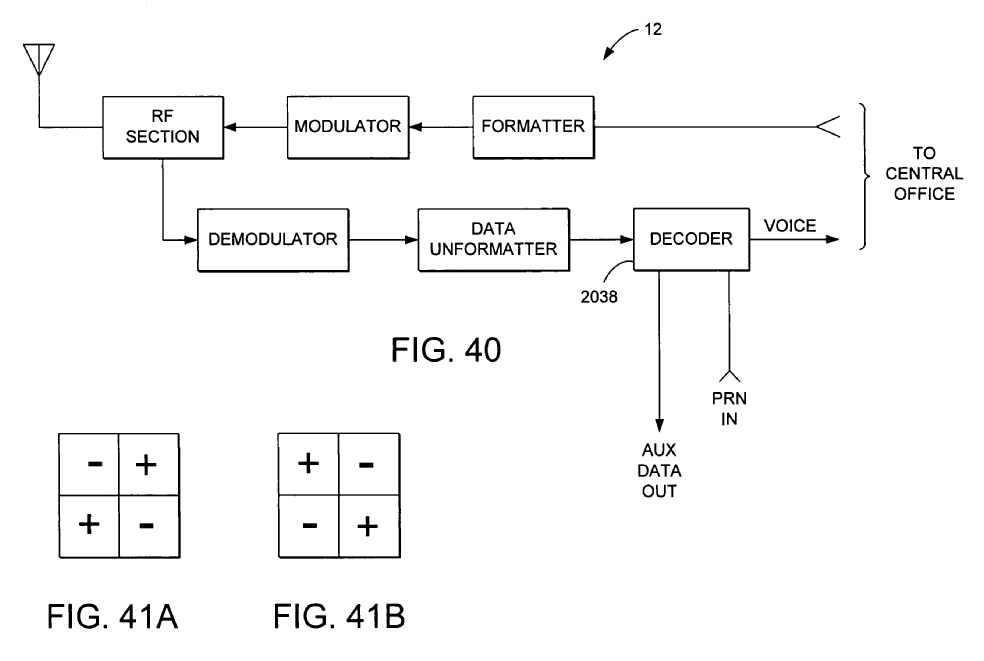 12
RF
SECTION
MODULATOR
FORMATTER
TO
CENTRAL
OFFICE
DEMODULATOR
DATA
UNFORMATTER
DECODER
VOICE
2038
FIG. 40
PRN
IN
AUX
DATA
OUT
- +
+ -
+ -
- +
FIG. 41A
FIG. 41B